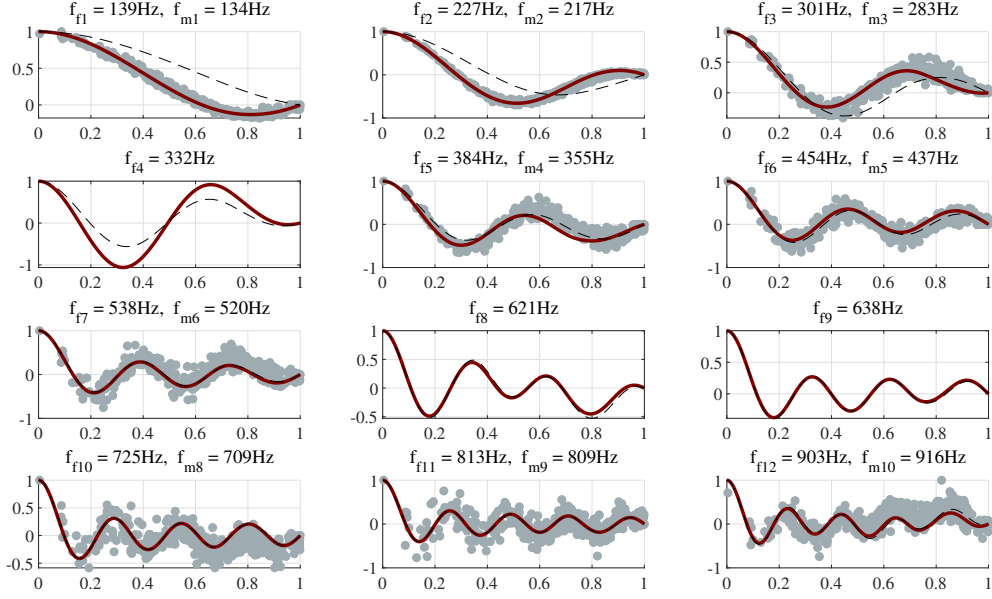 f_f1 = 139Hz, f_m1 = 134Hz
f_f2 = 227Hz, f_m2 = 217Hz
f_f3 = 301Hz, f_m3 = 283Hz
1
0.5
0
0 0.2 0.4 0.6 0.8 1
1
0
-1
0 0.2 0.4 0.6 0.8 1
1
0.5
0
0 0.2 0.4 0.6 0.8 1
f_f4 = 332Hz
f_f5 = 384Hz, f_m4 = 355Hz
f_f6 = 454Hz, f_m5 = 437Hz
1
0
-1
0 0.2 0.4 0.6 0.8 1
1
0
-1
0 0.2 0.4 0.6 0.8 1
1
0
-1
0 0.2 0.4 0.6 0.8 1
f_f7 = 538Hz, f_m6 = 520Hz
f_f8 = 621Hz
f_f9 = 638Hz
1
0
-1
0 0.2 0.4 0.6 0.8 1
1
0.5
0
-0.5
0 0.2 0.4 0.6 0.8 1
1
0.5
0
0 0.2 0.4 0.6 0.8 1
f_f10 = 725Hz, f_m8 = 709Hz
f_f11 = 813Hz, f_m9 = 809Hz
f_f12 = 903Hz, f_m10 = 916Hz
1
0.5
0
-0.5
0 0.2 0.4 0.6 0.8 1
1
0
-1
0 0.2 0.4 0.6 0.8 1
1
0
-1
0 0.2 0.4 0.6 0.8 1